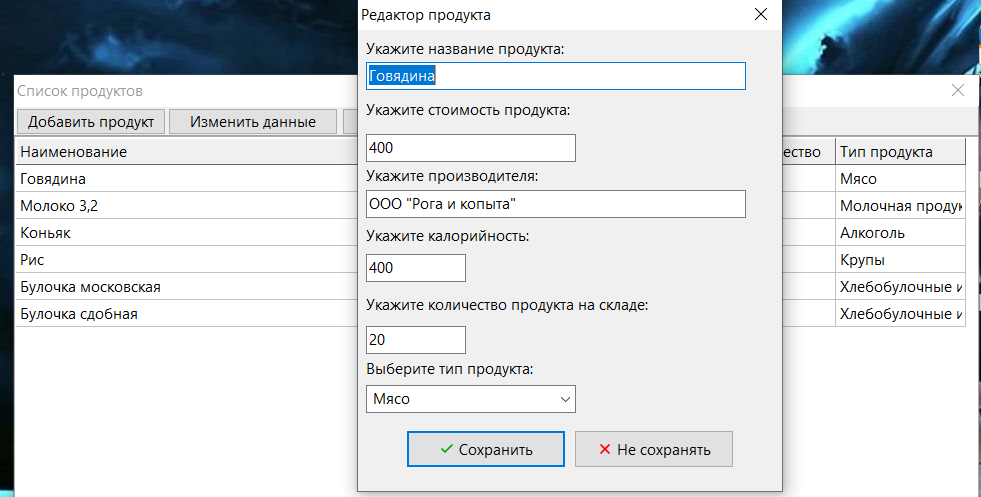 Редактор продукта
Укажите название продукта:
Говядина
Укажите стоимость продукта:
400
Укажите производителя:
ООО "Рога и копыта"
Укажите калорийность:
400
Укажите количество продукта на складе:
20
Выберите тип продукта:
Мясо
Сохранить Не сохранять
Список продуктов
Добавить продукт Изменить данные
Наименование Тип продукта
Говядина Мясо
Молоко 3,2 Молочная
Коньяк Алкоголь
Рис Крупы
Булочка московская Хлебобулочные
Булочка сдобная Хлебобулочные